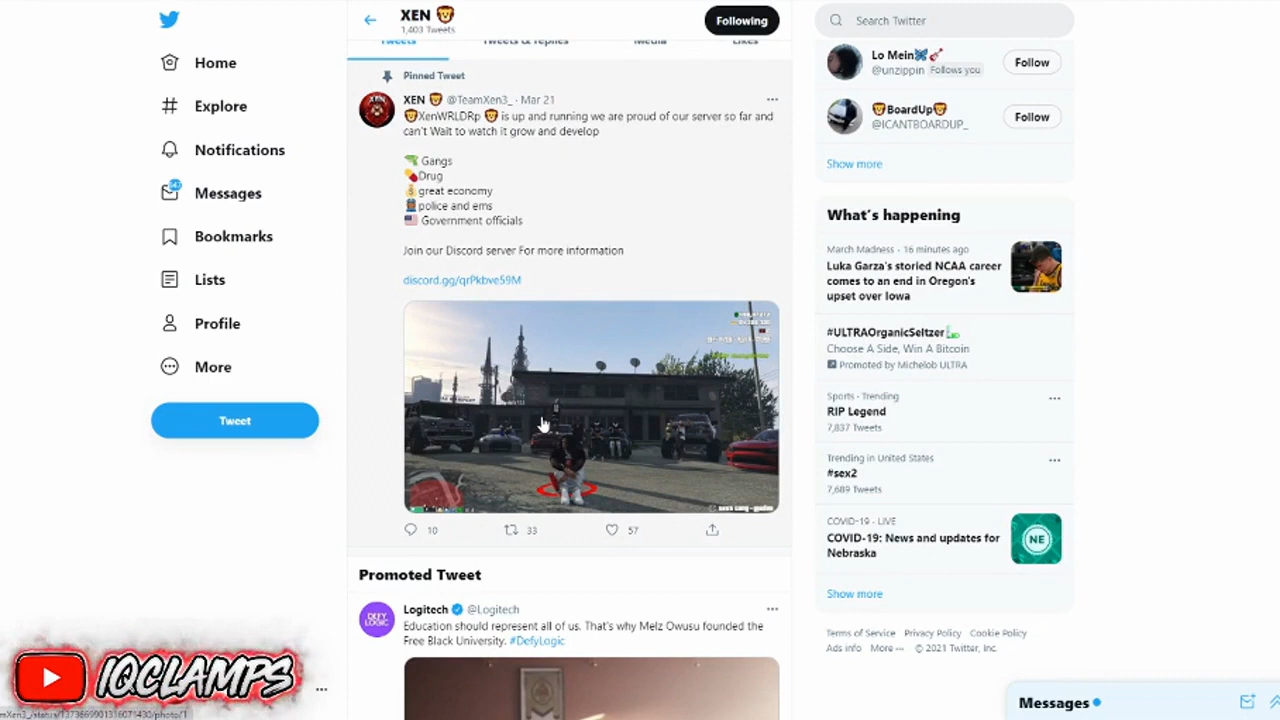 XEN 🦁
1,403 Tweets
Following
Search Twitter
Home
Explore
Notifications
Messages
Bookmarks
Lists
Profile
More
Tweet
Tweets
Tweets & replies
Media
Likes
Pinned Tweet
XEN 🦁 @TeamXen3_ · Mar 21
🦁XenWRLDRp 🦁 is up and running we are proud of our server so far and
can't Wait to watch it grow and develop
🔫 Gangs
💊Drug
💰great economy
👮police and ems
🇺🇸 Government officials
Join our Discord server For more information
discord.gg/qrPkbve59M
10
33
57
Promoted Tweet
Logitech @Logitech
DEFY
LOGIC
Education should represent all of us. That's why Melz Owusu founded the
Free Black University. #DefyLogic
Lo Mein🦋🎸
@unzippin Follows you
Follow
🦁BoardUp🦁
@ICANTBOARDUP_
Follow
Show more
What's happening
March Madness · 16 minutes ago
Luka Garza's storied NCAA career
comes to an end in Oregon's
upset over Iowa
#ULTRAOrganicSeltzer
Choose A Side, Win A Bitcoin
Promoted by Michelob ULTRA
Sports · Trending
RIP Legend
7,837 Tweets
Trending in United States
#sex2
7,689 Tweets
COVID-19 · LIVE
COVID-19: News and updates for
Nebraska
NE
Show more
Terms of Service Privacy Policy Cookie Policy
Ads info More ··· © 2021 Twitter, Inc.
Messages
IQCLAMPS